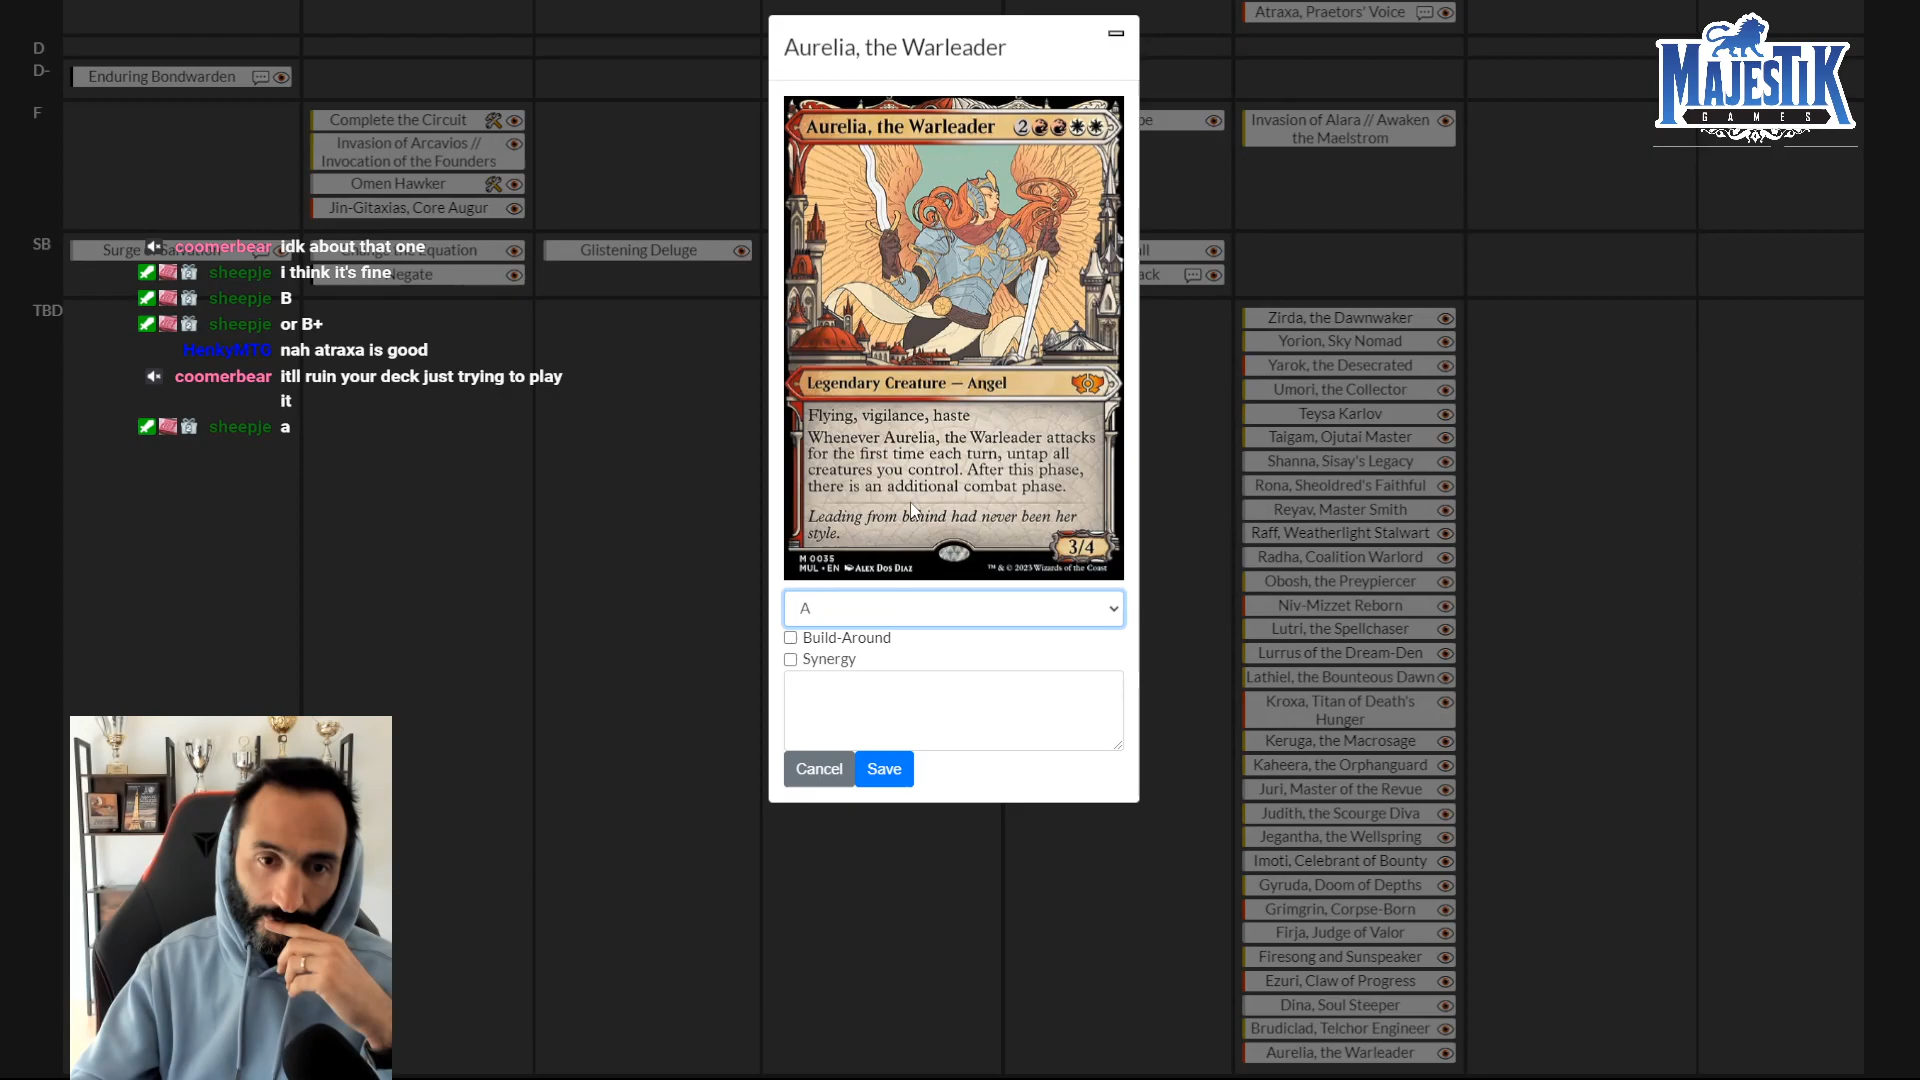 Atraxa, Praetors' Voice
D
D-
Enduring Bondwarden
F
Complete the Circuit
Invasion of Arcavios //
Invocation of the Founders
Omen Hawker
Jin-Gitaxias, Core Augur
Invasion of Alara // Awaken
the Maelstrom
SB
Glistening Deluge
Negate
TBD
coomerbear idk about that one
sheepje i think it's fine
sheepje B
sheepje or B+
HenkyMTG nah atraxa is good
coomerbear itll ruin your deck just trying to play
it
sheepje a
Aurelia, the Warleader
Aurelia, the Warleader 2
Legendary Creature — Angel
Flying, vigilance, haste
Whenever Aurelia, the Warleader attacks
for the first time each turn, untap all
creatures you control. After this phase,
there is an additional combat phase.
Leading from behind had never been her
style.
3/4
M 0035
MUL • EN ALEX DOS DIAZ
™ & © 2023 Wizards of the Coast
A
Build-Around
Synergy
Cancel
Save
Zirda, the Dawnwaker
Yorion, Sky Nomad
Yarok, the Desecrated
Umori, the Collector
Teysa Karlov
Taigam, Ojutai Master
Shanna, Sisay's Legacy
Rona, Sheoldred's Faithful
Reyav, Master Smith
Raff, Weatherlight Stalwart
Radha, Coalition Warlord
Obosh, the Preypiercer
Niv-Mizzet Reborn
Lutri, the Spellchaser
Lurrus of the Dream-Den
Lathiel, the Bounteous Dawn
Kroxa, Titan of Death's
Hunger
Keruga, the Macrosage
Kaheera, the Orphanguard
Juri, Master of the Revue
Judith, the Scourge Diva
Jegantha, the Wellspring
Imoti, Celebrant of Bounty
Gyruda, Doom of Depths
Grimgrin, Corpse-Born
Firja, Judge of Valor
Firesong and Sunspeaker
Ezuri, Claw of Progress
Dina, Soul Steeper
Brudiclad, Telchor Engineer
Aurelia, the Warleader
MAJESTIK
GAMES